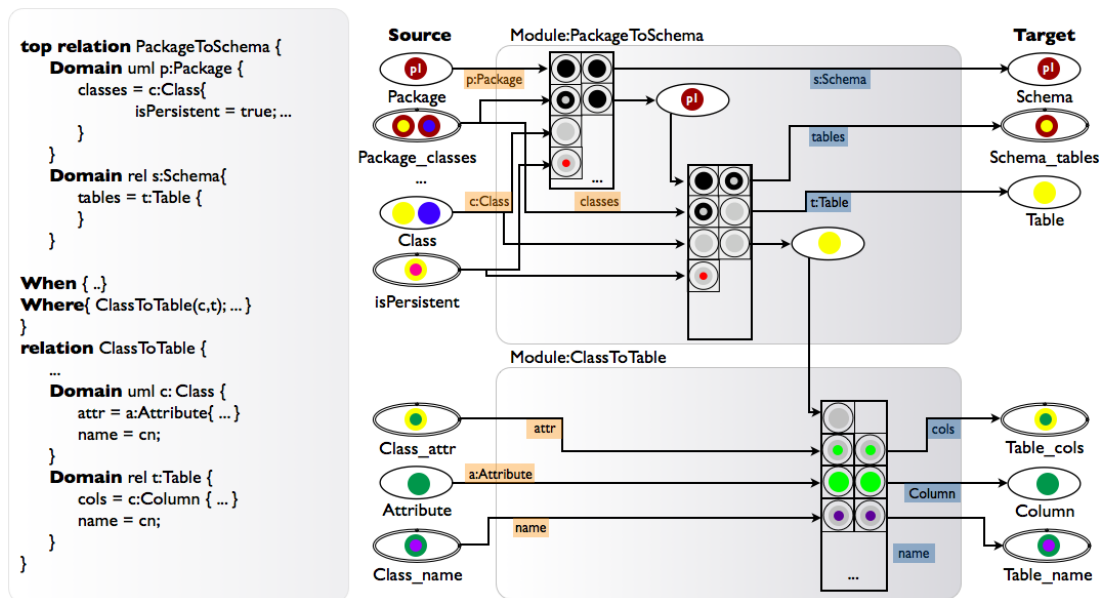 top relation PackageToSchema {
Domain uml p:Package {
classes = c:Class{
isPersistent = true; ...
}
}
Domain rel s:Schema{
tables = t:Table {
}
}
When { ..}
Where{ ClassToTable(c,t); ... }
}
relation ClassToTable {
...
Domain uml c: Class {
attr = a:Attribute{ ... }
name = cn;
}
Domain rel t:Table {
cols = c:Column { ... }
name = cn;
}
}
Source
Module:PackageToSchema
Target
p1
Package
p:Package
s:Schema
p1
Schema
p1
Package_classes
tables
Schema_tables
...
...
c:Class
classes
t:Table
Class
Table
isPersistent
Module:ClassToTable
attr
cols
Class_attr
Table_cols
a:Attribute
Column
Attribute
Column
name
name
Class_name
Table_name
...